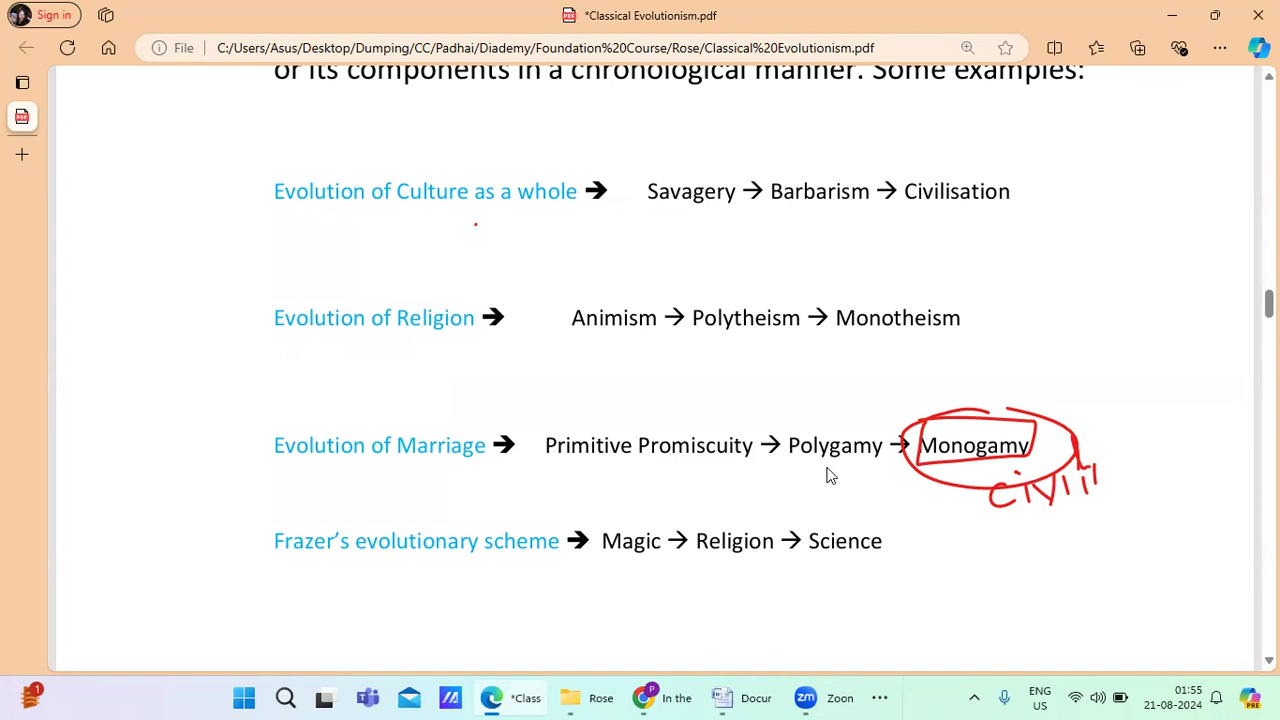 Sign in
*Classical Evolutionism.pdf
File
C:/Users/Asus/Desktop/Dumping/CC/Padhai/Diademy/Foundation%20Course/Rose/Classical%20Evolutionism.pdf
or its components in a chronological manner. Some examples:
Evolution of Culture as a whole ➔ Savagery → Barbarism → Civilisation
Evolution of Religion ➔ Animism → Polytheism → Monotheism
Evolution of Marriage ➔ Primitive Promiscuity → Polygamy → Monogamy
Frazer’s evolutionary scheme ➔ Magic → Religion → Science
1
*Class
Rose
In the
Docur
zm
Zoon
ENG
US
01:55
21-08-2024
PRE